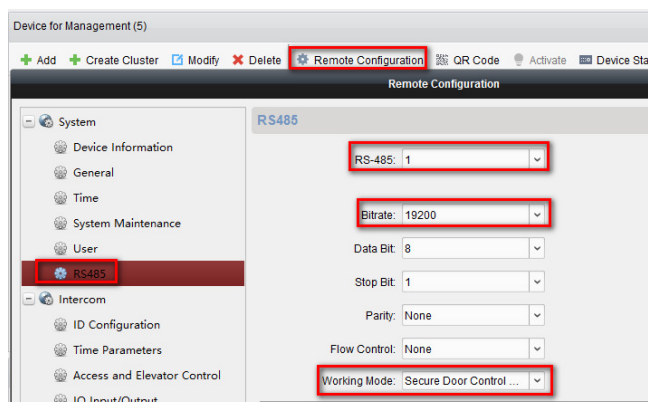 Device for Management (5)
Add Create Cluster Modify Delete Remote Configuration QR Code Activate Device Sta
Remote Configuration
System
Device Information
General
Time
System Maintenance
User
RS485
Intercom
ID Configuration
Time Parameters
Access and Elevator Control
IO Input/Output
RS485
RS-485: 1
Bitrate: 19200
Data Bit: 8
Stop Bit: 1
Parity: None
Flow Control: None
Working Mode: Secure Door Control ...